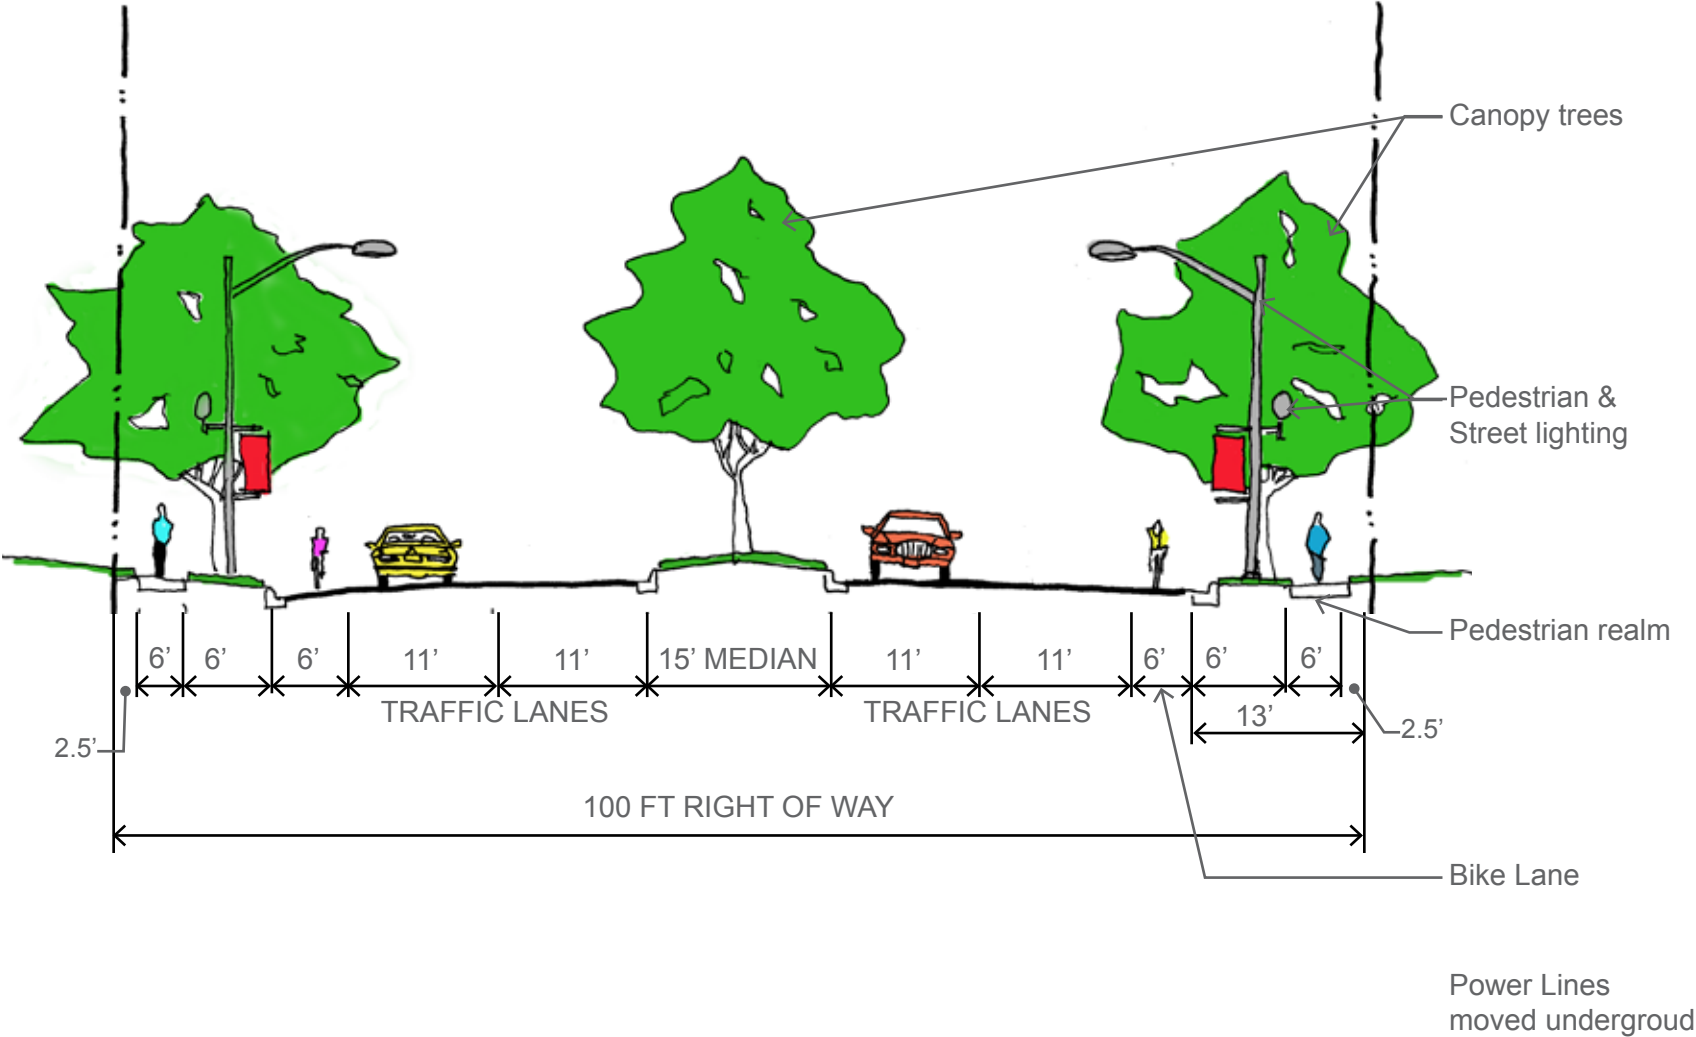 Canopy trees
Pedestrian &
Street lighting
Pedestrian realm
6’ 6’ 6’ 11’ 11’ 15’ MEDIAN 11’ 11’ 6’ 6’ 6’
TRAFFIC LANES TRAFFIC LANES
13’
2.5’ 2.5’
100 FT RIGHT OF WAY
Bike Lane
Power Lines
moved undergroud